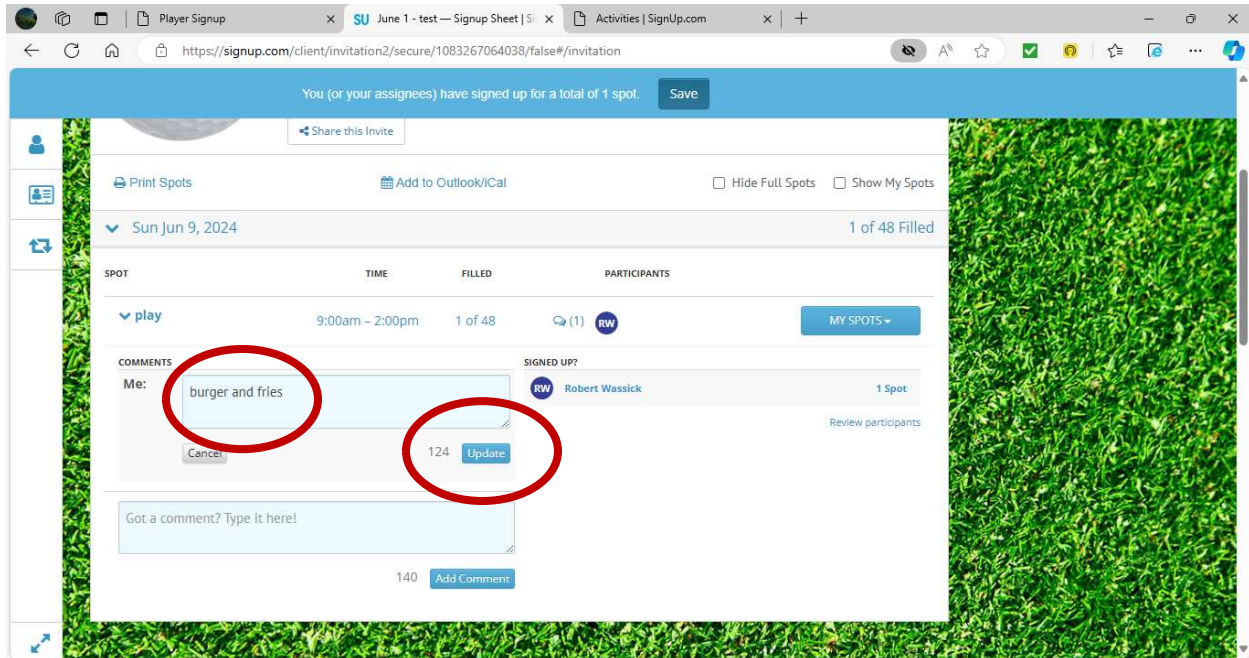 Player Signup
SU June 1 - test — Signup Sheet | Si
Activities | SignUp.com
https://signup.com/client/invitation2/secure/1083267064038/false#/invitation
You (or your assignees) have signed up for a total of 1 spot. Save
Share this Invite
Print Spots Add to Outlook/iCal Hide Full Spots Show My Spots
Sun Jun 9, 2024 1 of 48 Filled
SPOT TIME FILLED PARTICIPANTS
play 9:00am – 2:00pm 1 of 48 (1) RW MY SPOTS
COMMENTS SIGNED UP?
Me: burger and fries RW Robert Wassick 1 Spot
Review participants
Cancel 124 Update
Got a comment? Type it here!
140 Add Comment